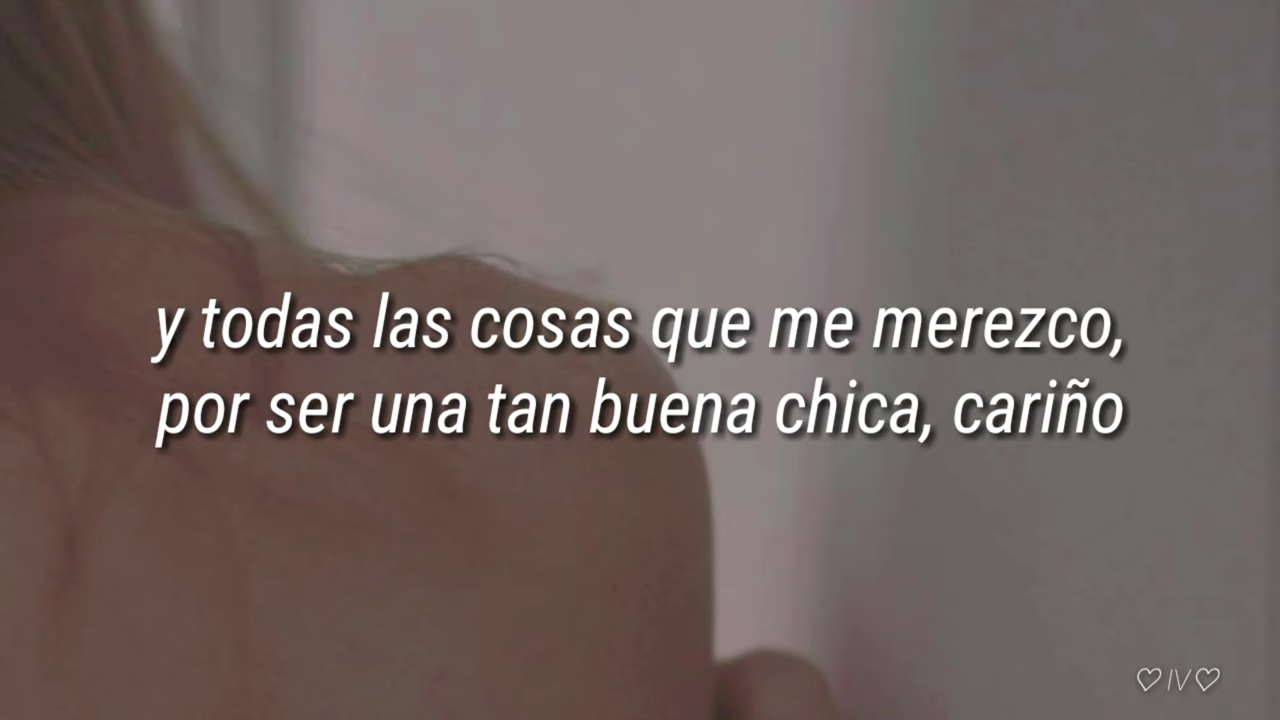 y todas las cosas que me merezco,
por ser una tan buena chica, cariño
♡IV♡